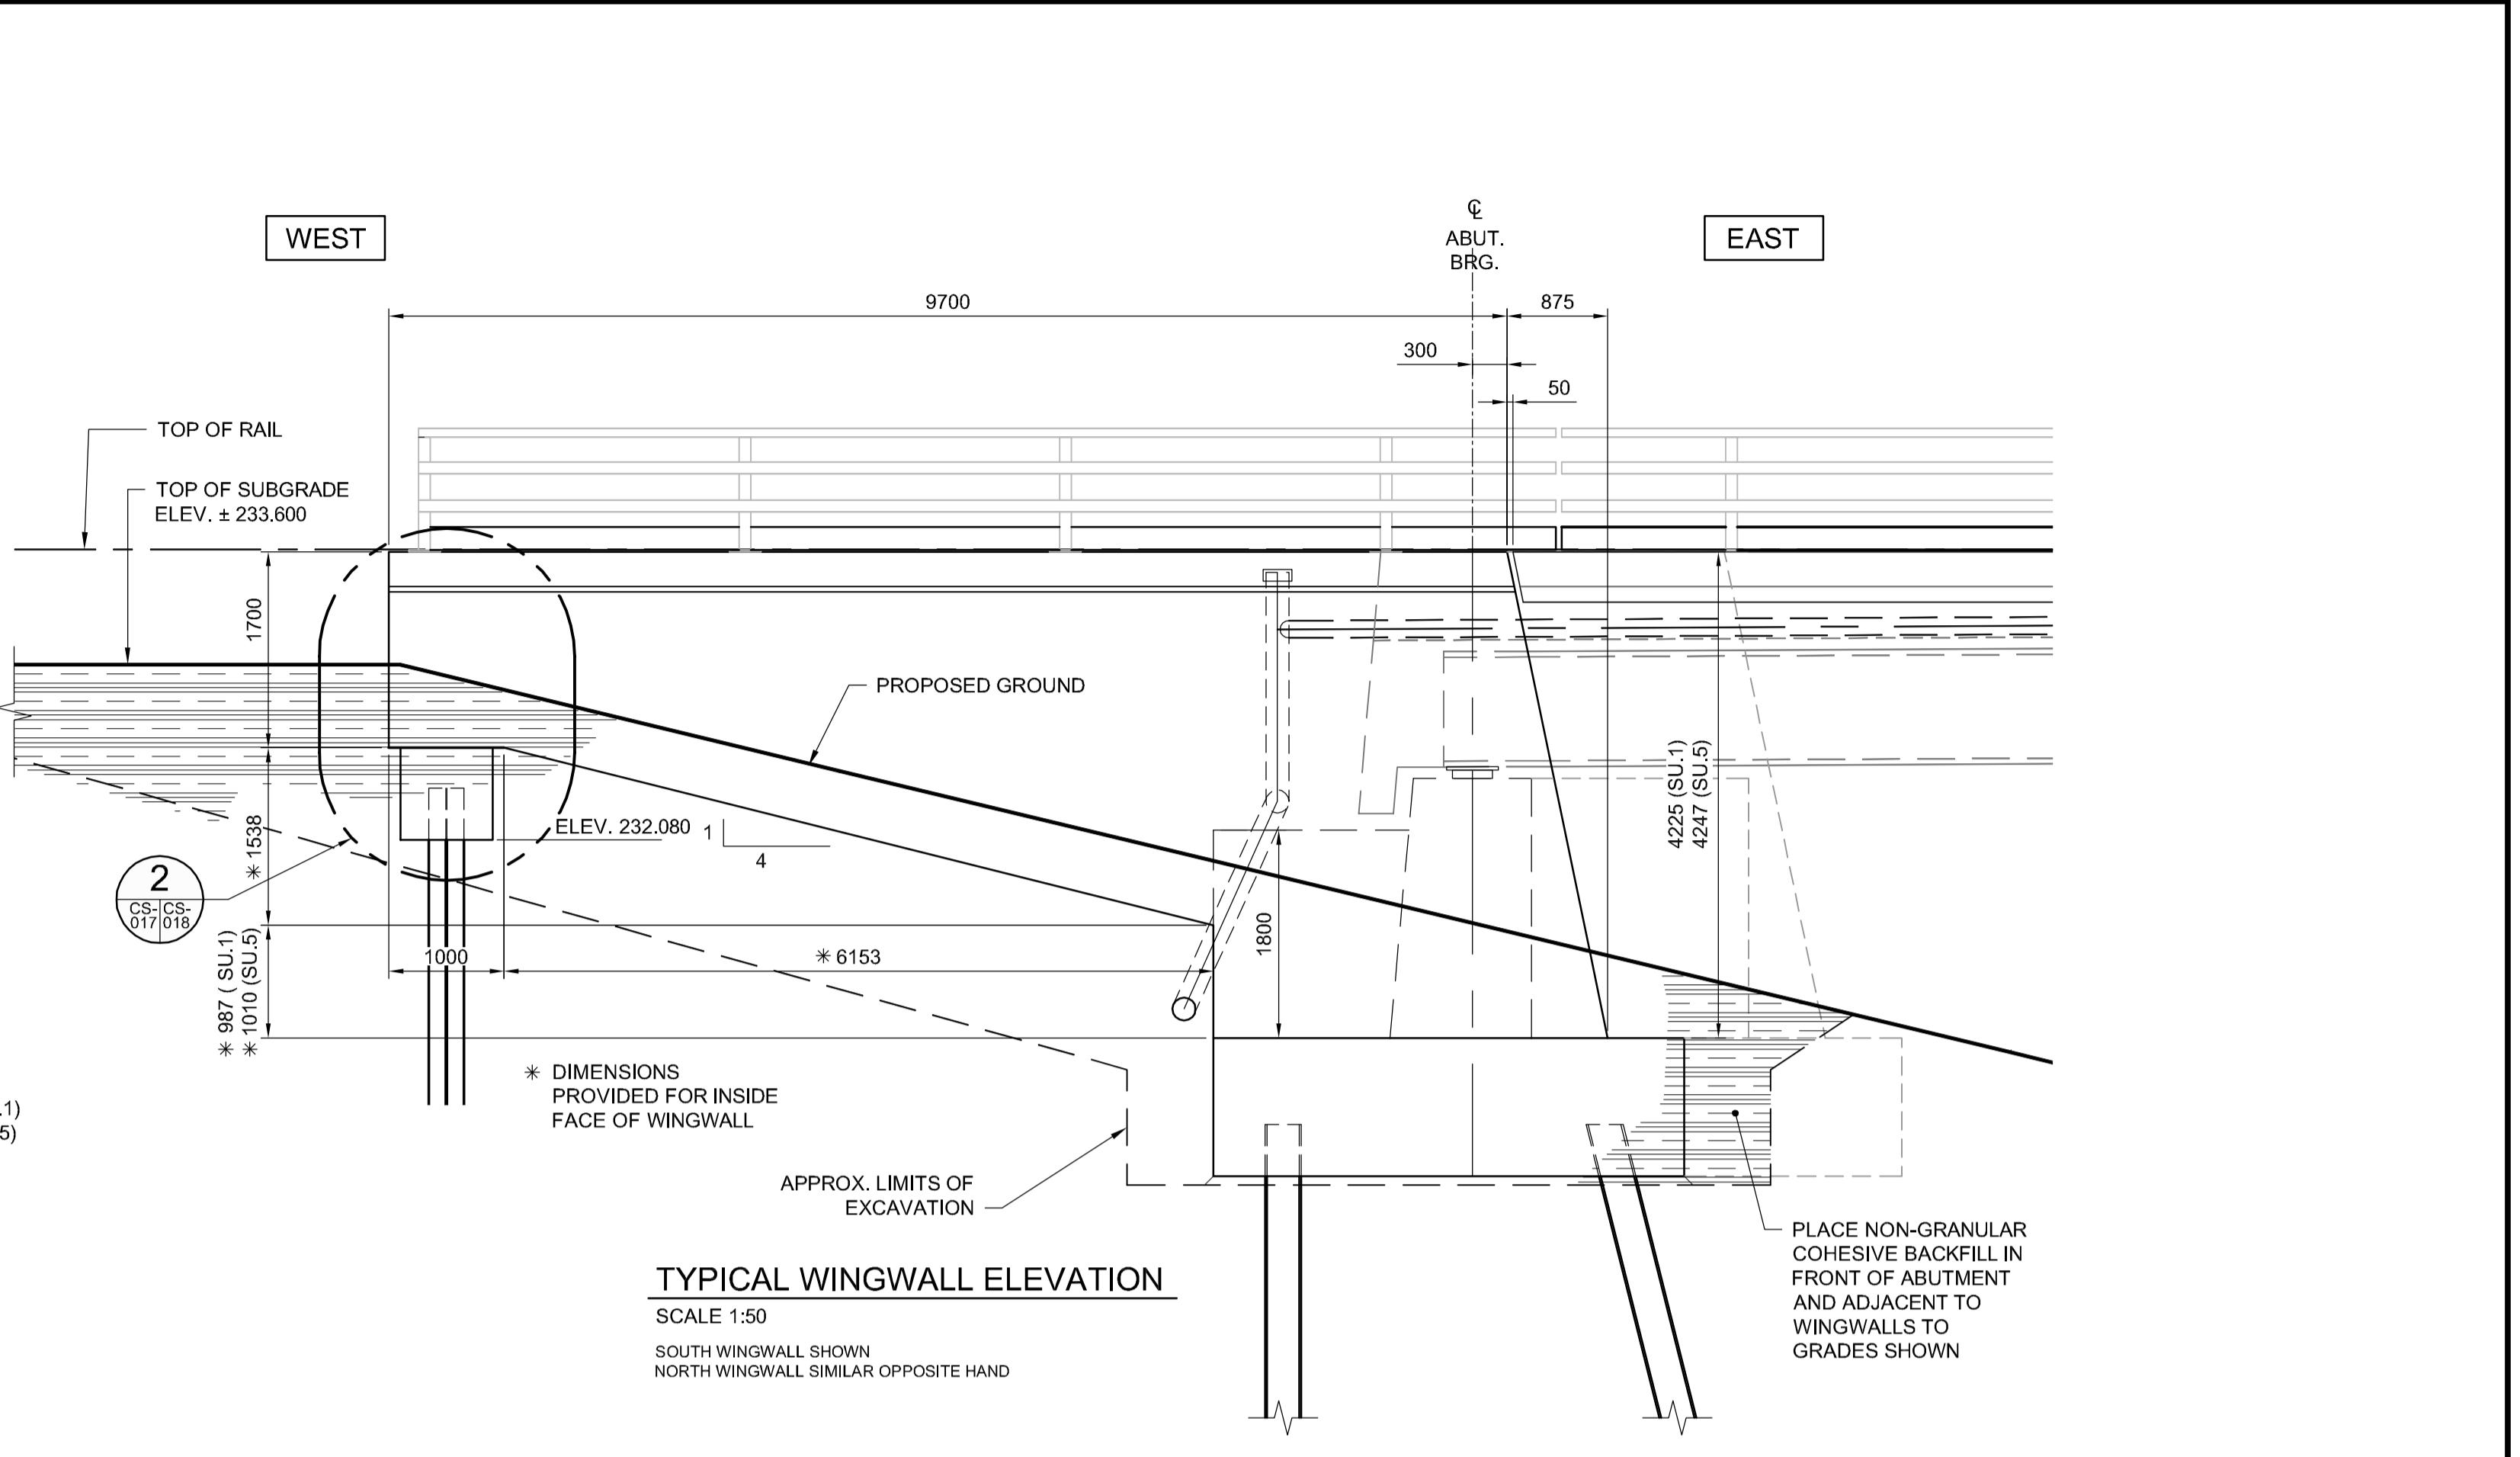 WEST
℄
ABUT.
BRG.
EAST
9700
875
300
50
TOP OF RAIL
TOP OF SUBGRADE
ELEV. ± 233.600
1700
PROPOSED GROUND
4225 (SU.1)
4247 (SU.5)
ELEV. 232.080
1
4
✳ 1538
2
CS-
017
CS-
018
1800
✳ 987 ( SU.1)
✳ 1010 (SU.5)
1000
✳ 6153
✳ DIMENSIONS
PROVIDED FOR INSIDE
FACE OF WINGWALL
.1)
5)
APPROX. LIMITS OF
EXCAVATION
PLACE NON-GRANULAR
COHESIVE BACKFILL IN
FRONT OF ABUTMENT
AND ADJACENT TO
WINGWALLS TO
GRADES SHOWN
TYPICAL WINGWALL ELEVATION
SCALE 1:50
SOUTH WINGWALL SHOWN
NORTH WINGWALL SIMILAR OPPOSITE HAND